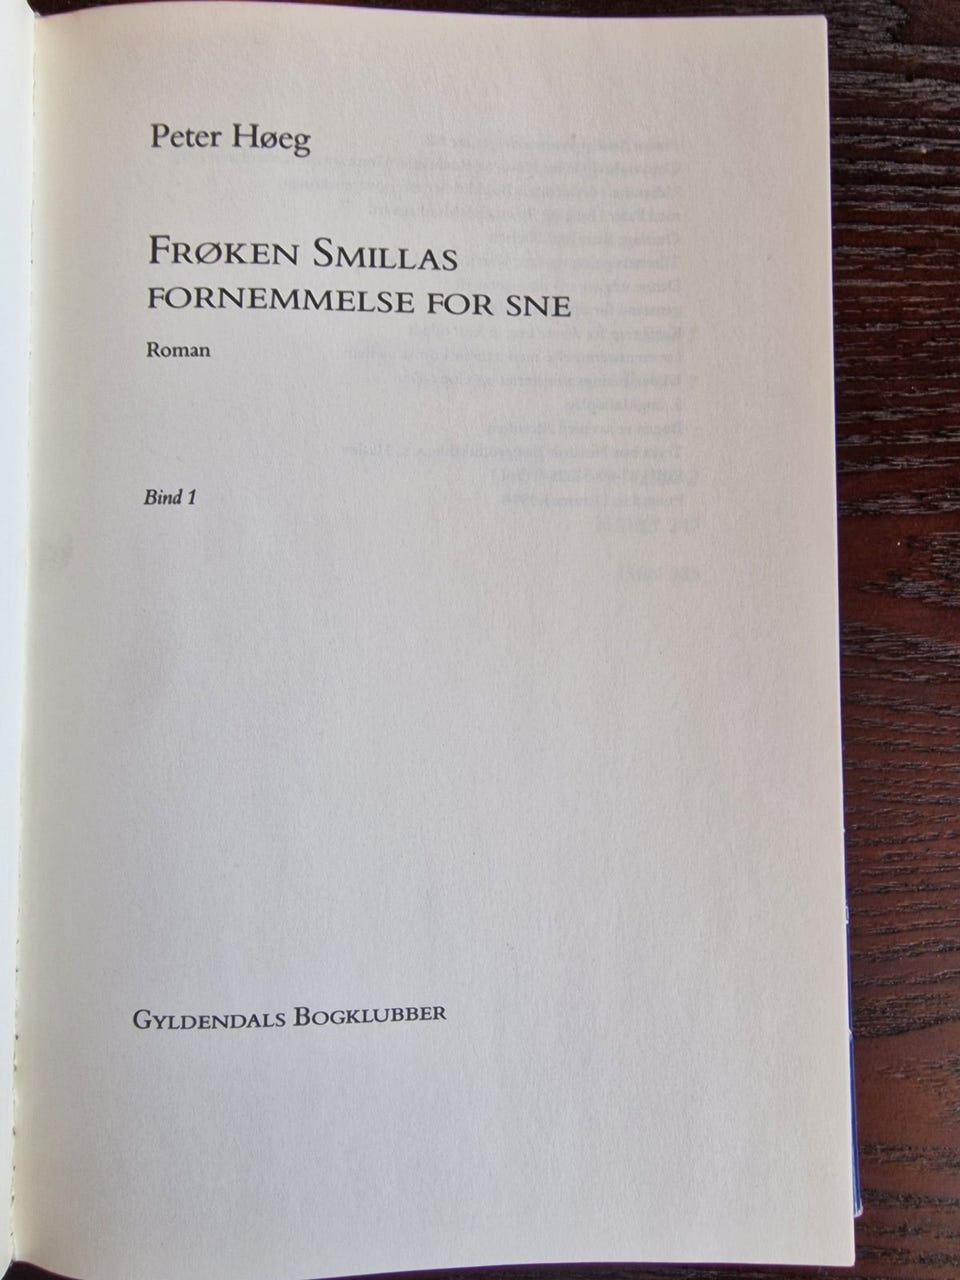 Peter Høeg
FRØKEN SMILLAS
FORNEMMELSE FOR SNE
Roman
Bind 1
GYLDENDALS BOGKLUBBER